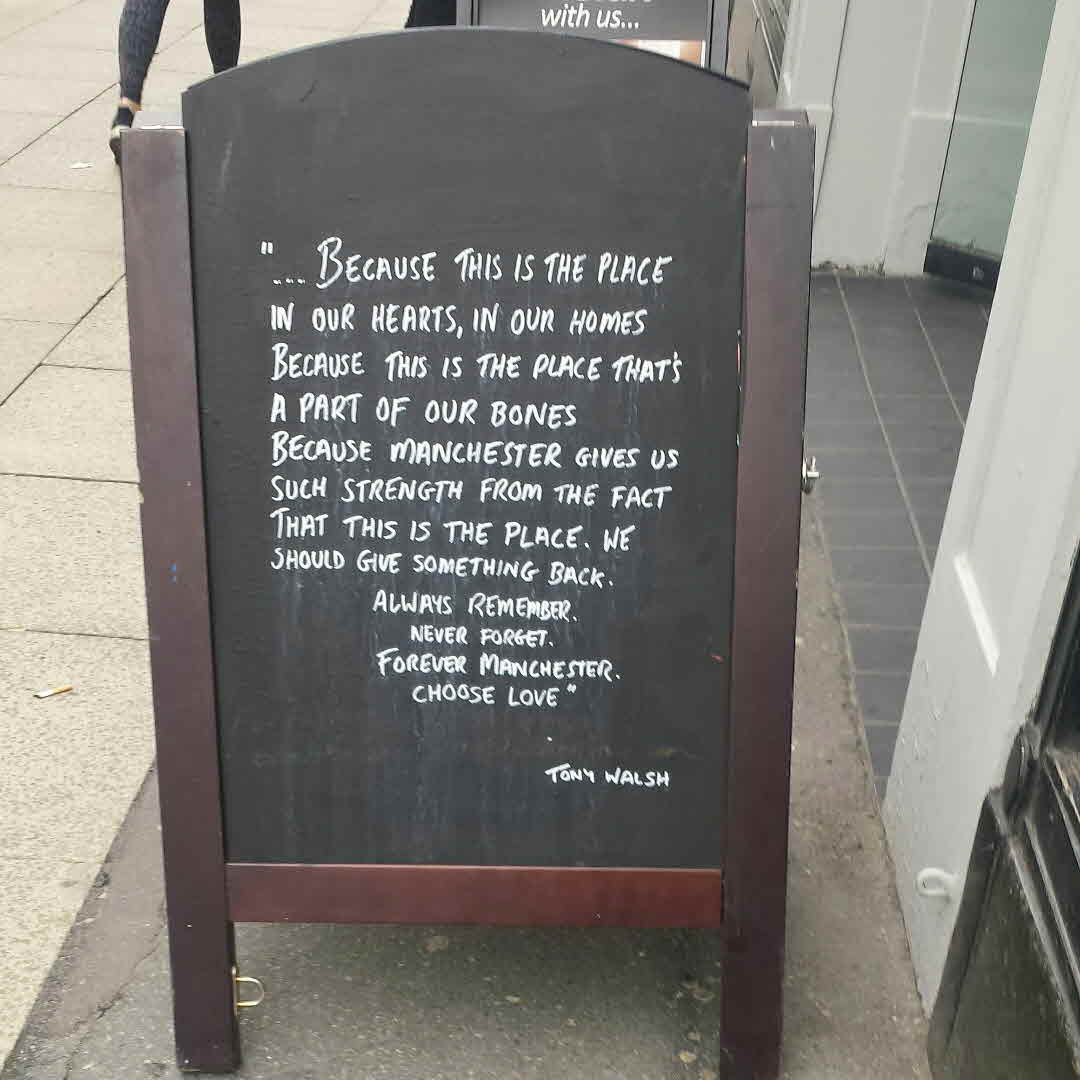 with us...
"... BECAUSE THIS IS THE PLACE
IN OUR HEARTS, IN OUR HOMES
BECAUSE THIS IS THE PLACE THAT'S
A PART OF OUR BONES
BECAUSE MANCHESTER GIVES US
SUCH STRENGTH FROM THE FACT
THAT THIS IS THE PLACE. WE
SHOULD GIVE SOMETHING BACK.
ALWAYS REMEMBER.
NEVER FORGET.
FOREVER MANCHESTER.
CHOOSE LOVE"
TONY WALSH